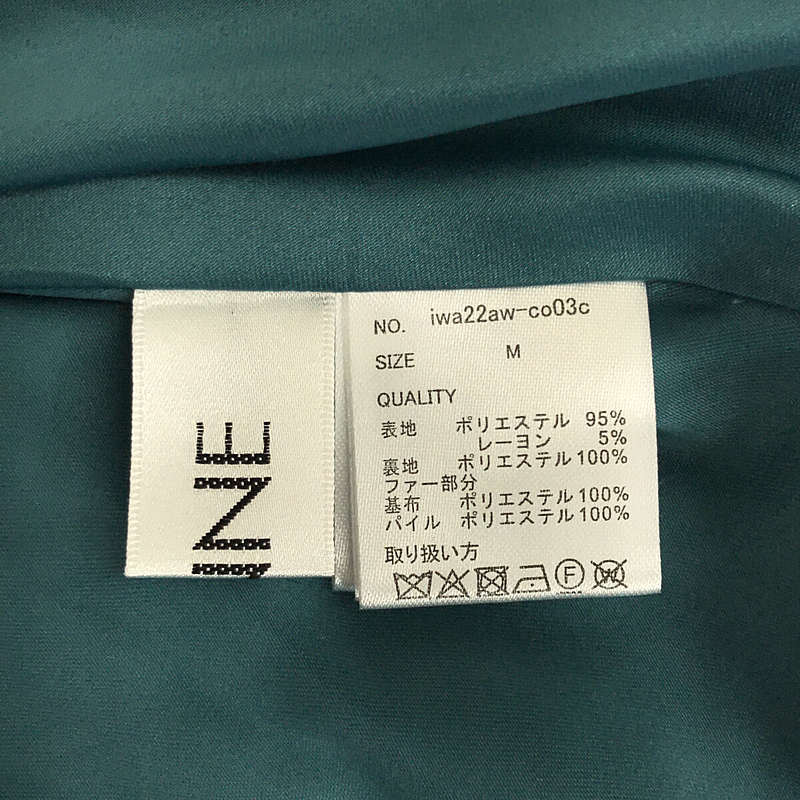 INE
NO. iwa22aw-co03c
SIZE M
QUALITY
表地 ポリエステル 95%
レーヨン 5%
裏地 ポリエステル 100%
ファー部分
基布 ポリエステル 100%
パイル ポリエステル 100%
取り扱い方
F W